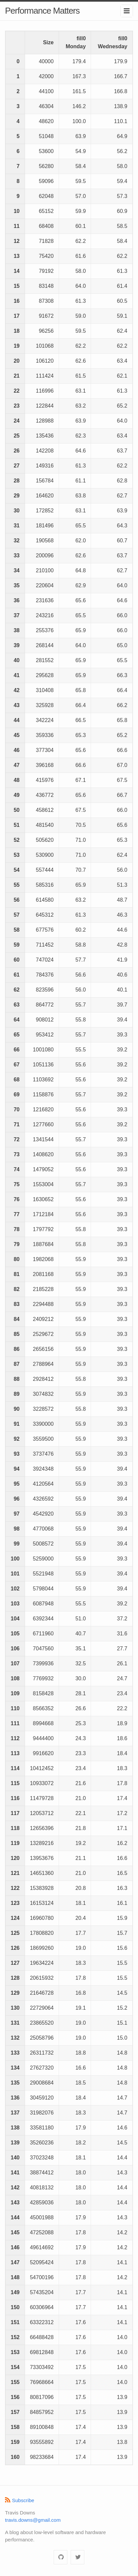 Performance Matters
Size fill0 Monday fill0 Wednesday
0 40000 179.4 179.9
1 42000 167.3 166.7
2 44100 161.5 166.8
3 46304 146.2 138.9
4 48620 100.0 110.1
5 51048 63.9 64.9
6 53600 54.9 56.2
7 56280 58.4 58.0
8 59096 59.5 59.4
9 62048 57.0 57.3
10 65152 59.9 60.9
11 68408 60.1 58.5
12 71828 62.2 58.4
13 75420 61.6 62.2
14 79192 58.0 61.3
15 83148 64.0 61.4
16 87308 61.3 60.5
17 91672 59.0 59.1
18 96256 59.5 62.4
19 101068 62.2 62.2
20 106120 62.6 63.4
21 111424 61.5 62.1
22 116996 63.1 61.3
23 122844 63.2 65.2
24 128988 63.9 64.0
25 135436 62.3 63.4
26 142208 64.6 63.7
27 149316 61.3 62.2
28 156784 61.1 62.8
29 164620 63.8 62.7
30 172852 63.1 63.9
31 181496 65.5 64.3
32 190568 62.0 60.7
33 200096 62.6 63.7
34 210100 64.8 62.7
35 220604 62.9 64.0
36 231636 65.6 64.6
37 243216 65.5 66.0
38 255376 65.9 66.0
39 268144 64.0 65.0
40 281552 65.9 65.5
41 295628 65.9 66.3
42 310408 65.8 66.4
43 325928 66.4 66.2
44 342224 66.5 65.8
45 359336 65.3 65.2
46 377304 65.6 66.6
47 396168 66.6 67.0
48 415976 67.1 67.5
49 436772 65.6 66.7
50 458612 67.5 66.0
51 481540 70.5 65.6
52 505620 71.0 65.3
53 530900 71.0 62.4
54 557444 70.7 56.0
55 585316 65.9 51.3
56 614580 63.2 48.7
57 645312 61.3 46.3
58 677576 60.2 44.6
59 711452 58.8 42.8
60 747024 57.7 41.9
61 784376 56.6 40.6
62 823596 56.0 40.1
63 864772 55.7 39.7
64 908012 55.8 39.4
65 953412 55.7 39.3
66 1001080 55.5 39.2
67 1051136 55.6 39.2
68 1103692 55.6 39.2
69 1158876 55.7 39.2
70 1216820 55.6 39.3
71 1277660 55.6 39.2
72 1341544 55.7 39.3
73 1408620 55.6 39.3
74 1479052 55.6 39.3
75 1553004 55.7 39.3
76 1630652 55.6 39.3
77 1712184 55.6 39.3
78 1797792 55.8 39.3
79 1887684 55.8 39.3
80 1982068 55.9 39.3
81 2081168 55.9 39.3
82 2185228 55.9 39.3
83 2294488 55.9 39.3
84 2409212 55.9 39.3
85 2529672 55.9 39.3
86 2656156 55.9 39.3
87 2788964 55.9 39.3
88 2928412 55.8 39.3
89 3074832 55.9 39.3
90 3228572 55.8 39.3
91 3390000 55.9 39.3
92 3559500 55.9 39.3
93 3737476 55.9 39.3
94 3924348 55.9 39.4
95 4120564 55.9 39.3
96 4326592 55.9 39.4
97 4542920 55.9 39.3
98 4770068 55.9 39.4
99 5008572 55.9 39.4
100 5259000 55.9 39.3
101 5521948 55.9 39.4
102 5798044 55.9 39.4
103 6087948 55.5 39.2
104 6392344 51.0 37.2
105 6711960 40.7 31.6
106 7047560 35.1 27.7
107 7399936 32.5 26.1
108 7769932 30.0 24.7
109 8158428 28.1 23.4
110 8566352 26.6 22.2
111 8994668 25.3 18.9
112 9444400 24.3 18.6
113 9916620 23.3 18.4
114 10412452 23.4 18.3
115 10933072 21.6 17.8
116 11479728 21.0 17.4
117 12053712 22.1 17.2
118 12656396 21.8 17.1
119 13289216 19.2 16.2
120 13953676 21.1 16.6
121 14651360 21.0 16.5
122 15383928 20.8 16.3
123 16153124 18.1 16.1
124 16960780 20.4 15.9
125 17808820 17.7 15.7
126 18699260 19.0 15.6
127 19634224 18.3 15.5
128 20615932 17.8 15.5
129 21646728 16.8 14.5
130 22729064 19.1 15.2
131 23865520 19.0 15.1
132 25058796 19.0 15.0
133 26311732 18.8 14.8
134 27627320 16.6 14.8
135 29008684 18.5 14.8
136 30459120 18.4 14.7
137 31982076 18.3 14.7
138 33581180 17.9 14.6
139 35260236 18.2 14.5
140 37023248 18.1 14.4
141 38874412 18.0 14.3
142 40818132 18.0 14.4
143 42859036 18.0 14.4
144 45001988 17.9 14.3
145 47252088 17.8 14.2
146 49614692 17.9 14.2
147 52095424 17.8 14.1
148 54700196 17.8 14.2
149 57435204 17.7 14.1
150 60306964 17.7 14.1
151 63322312 17.6 14.1
152 66488428 17.6 14.0
153 69812848 17.6 14.0
154 73303492 17.5 14.0
155 76968664 17.5 14.0
156 80817096 17.5 13.9
157 84857952 17.5 13.9
158 89100848 17.4 13.9
159 93555892 17.4 13.8
160 98233684 17.4 13.9
Subscribe
Travis Downs
travis.downs@gmail.com
A blog about low-level software and hardware
performance.